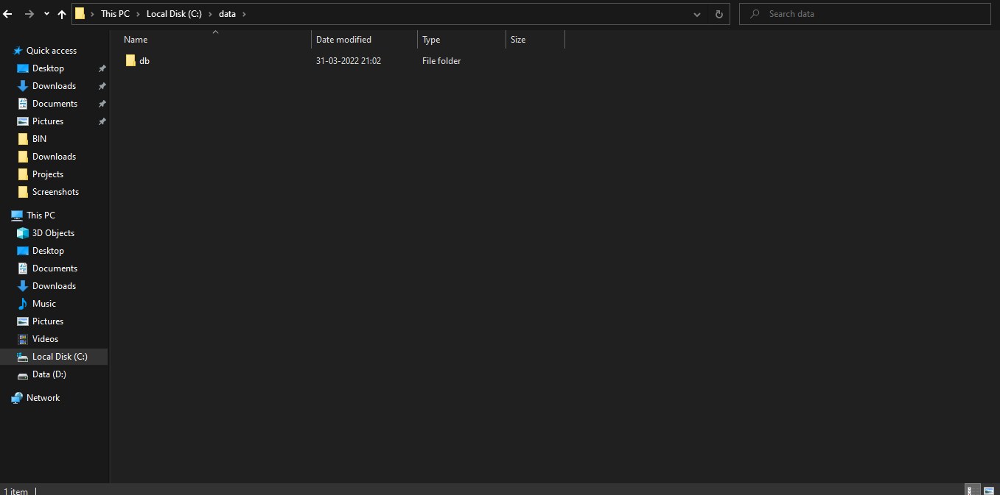 This PC > Local Disk (C:) > data >
Search data
Name Date modified Type Size
db 31-03-2022 21:02 File folder
Quick access
Desktop
Downloads
Documents
Pictures
BIN
Downloads
Projects
Screenshots
This PC
3D Objects
Desktop
Documents
Downloads
Music
Pictures
Videos
Local Disk (C:)
Data (D:)
Network
1 item